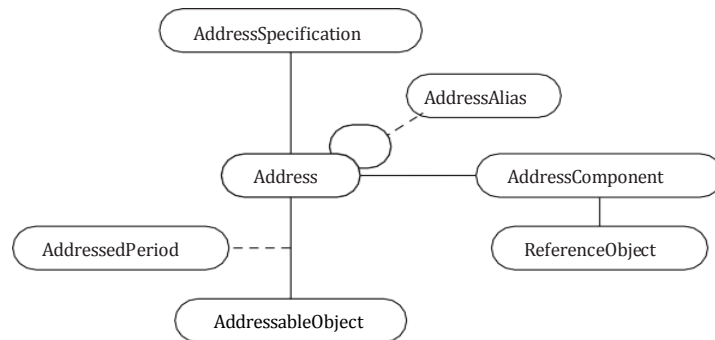 AddressSpecification
AddressAlias
Address
AddressComponent
AddressedPeriod
ReferenceObject
AddressableObject